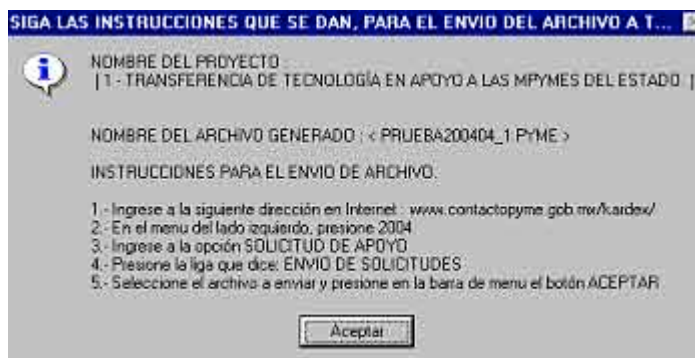 SIGA LAS INSTRUCCIONES QUE SE DAN, PARA EL ENVIO DEL ARCHIVO A T...
NOMBRE DEL PROYECTO :
| 1 - TRANSFERENCIA DE TECNOLOGÍA EN APOYO A LAS MPYMES DEL ESTADO |
NOMBRE DEL ARCHIVO GENERADO : < PRUEBA200404_1.PYME >
INSTRUCCIONES PARA EL ENVIO DE ARCHIVO.
1.- Ingrese a la siguiente dirección en Internet : www.contactopyme.gob.mx/kardex/
2.- En el menu del lado izquierdo, presione 2004
3.- Ingrese a la opción SOLICITUD DE APOYO
4.- Presione la liga que dice: ENVIO DE SOLICITUDES
5.- Seleccione el archivo a enviar y presione en la barra de menu el botón ACEPTAR
Aceptar